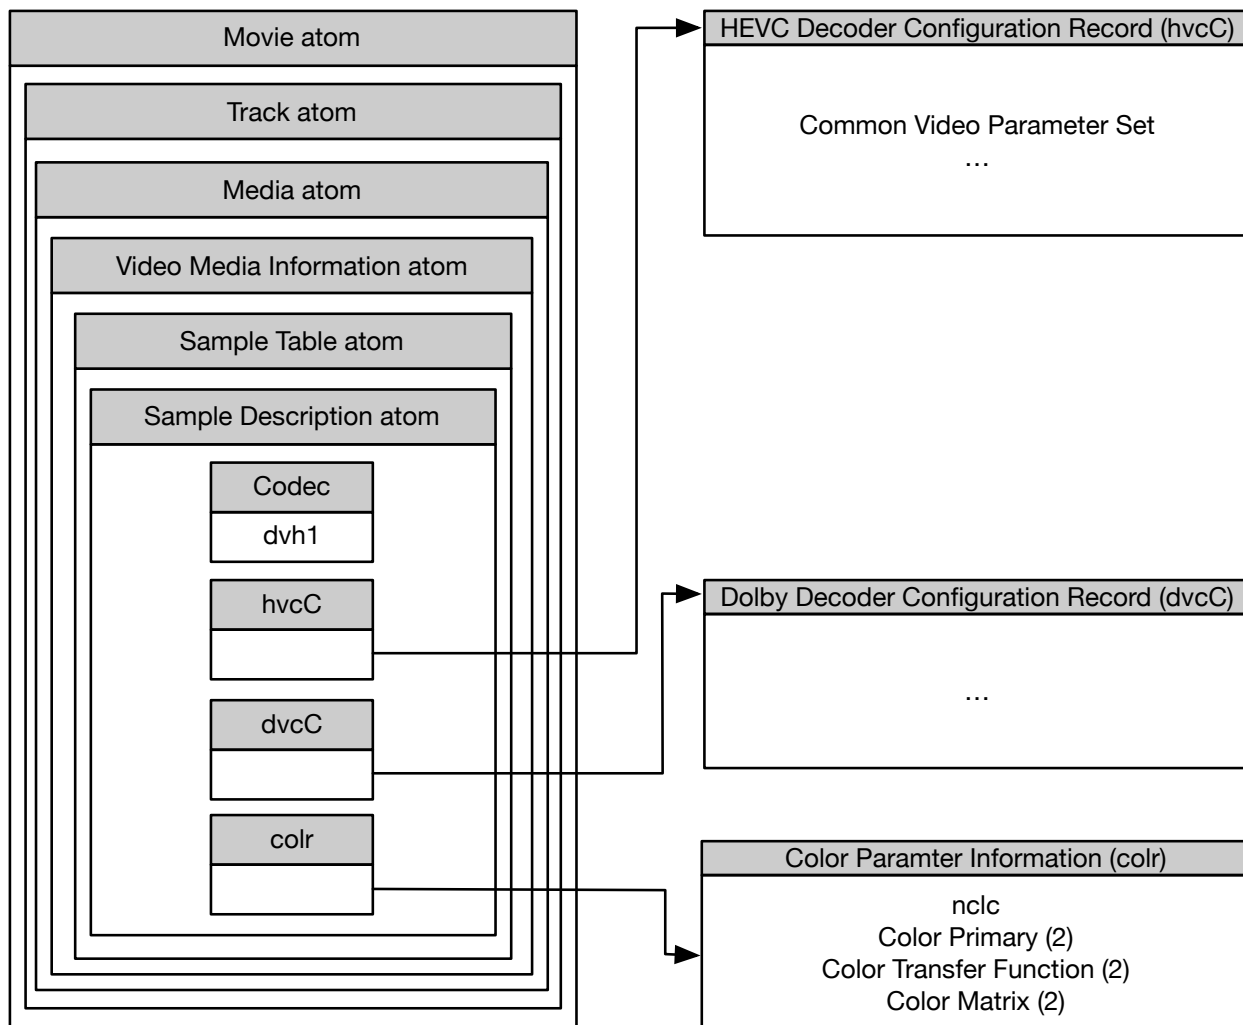 Movie atom
Track atom
Media atom
Video Media Information atom
Sample Table atom
Sample Description atom
Codec
dvh1
hvcC
dvcC
colr
HEVC Decoder Configuration Record (hvcC)
Common Video Parameter Set
...
Dolby Decoder Configuration Record (dvcC)
...
Color Paramter Information (colr)
nclc
Color Primary (2)
Color Transfer Function (2)
Color Matrix (2)